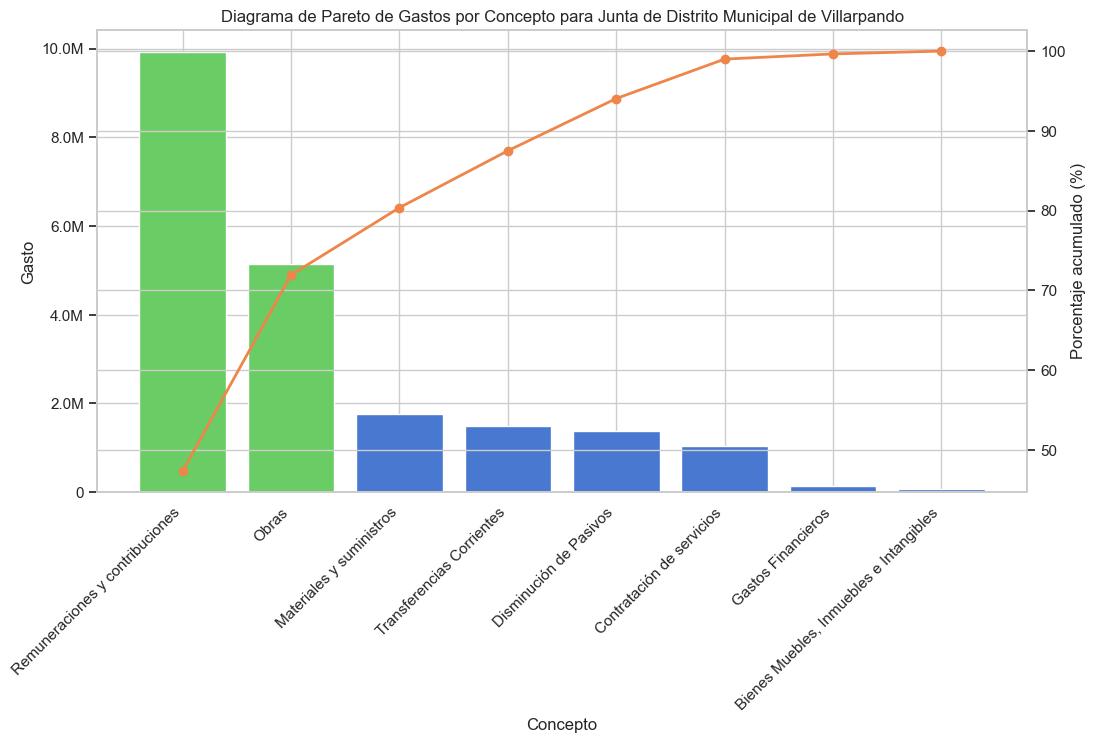 Diagrama de Pareto de Gastos por Concepto para Junta de Distrito Municipal de Villarpando
10.0M
8.0M
6.0M
4.0M
2.0M
0
Gasto
100
90
80
70
60
50
Porcentaje acumulado (%)
Remuneraciones y contribuciones
Obras
Materiales y suministros
Transferencias Corrientes
Disminución de Pasivos
Contratación de servicios
Gastos Financieros
Bienes Muebles, Inmuebles e Intangibles
Concepto